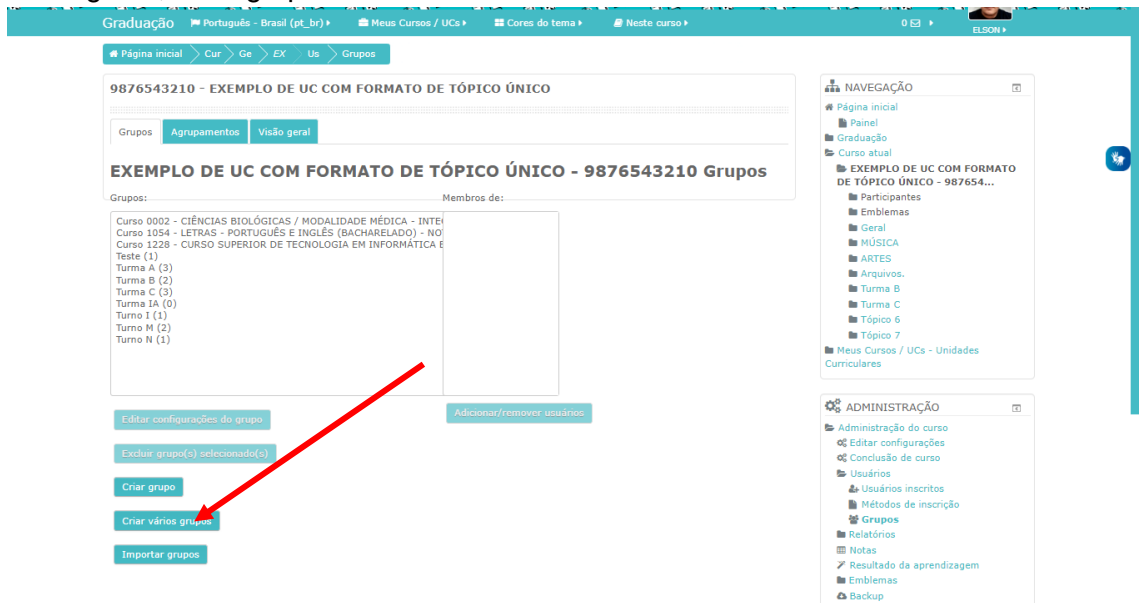 Graduação Português - Brasil (pt_br) Meus Cursos / UCs Cores do tema Neste curso 0 ELSON
Página inicial Cur Ge EX Us Grupos
9876543210 - EXEMPLO DE UC COM FORMATO DE TÓPICO ÚNICO
Grupos Agrupamentos Visão geral
EXEMPLO DE UC COM FORMATO DE TÓPICO ÚNICO - 9876543210 Grupos
Grupos:
Curso 0002 - CIÊNCIAS BIOLÓGICAS / MODALIDADE MÉDICA - INTE
Curso 1054 - LETRAS - PORTUGUÊS E INGLÊS (BACHARELADO) - NO
Curso 1228 - CURSO SUPERIOR DE TECNOLOGIA EM INFORMÁTICA
Teste (1)
Turma A (3)
Turma B (2)
Turma C (3)
Turma IA (0)
Turno I (1)
Turno M (2)
Turno N (1)
Membros de:
Editar configurações do grupo
Adicionar/remover usuários
Excluir grupo(s) selecionado(s)
Criar grupo
Criar vários grupos
Importar grupos
NAVEGAÇÃO
Página inicial
Painel
Graduação
Curso atual
EXEMPLO DE UC COM FORMATO
DE TÓPICO ÚNICO - 987654...
Participantes
Emblemas
Geral
MÚSICA
ARTES
Arquivos.
Turma B
Turma C
Tópico 6
Tópico 7
Meus Cursos / UCs - Unidades
Curriculares
ADMINISTRAÇÃO
Administração do curso
Editar configurações
Conclusão de curso
Usuários
Usuários inscritos
Métodos de inscrição
Grupos
Relatórios
Notas
Resultado da aprendizagem
Emblemas
Backup